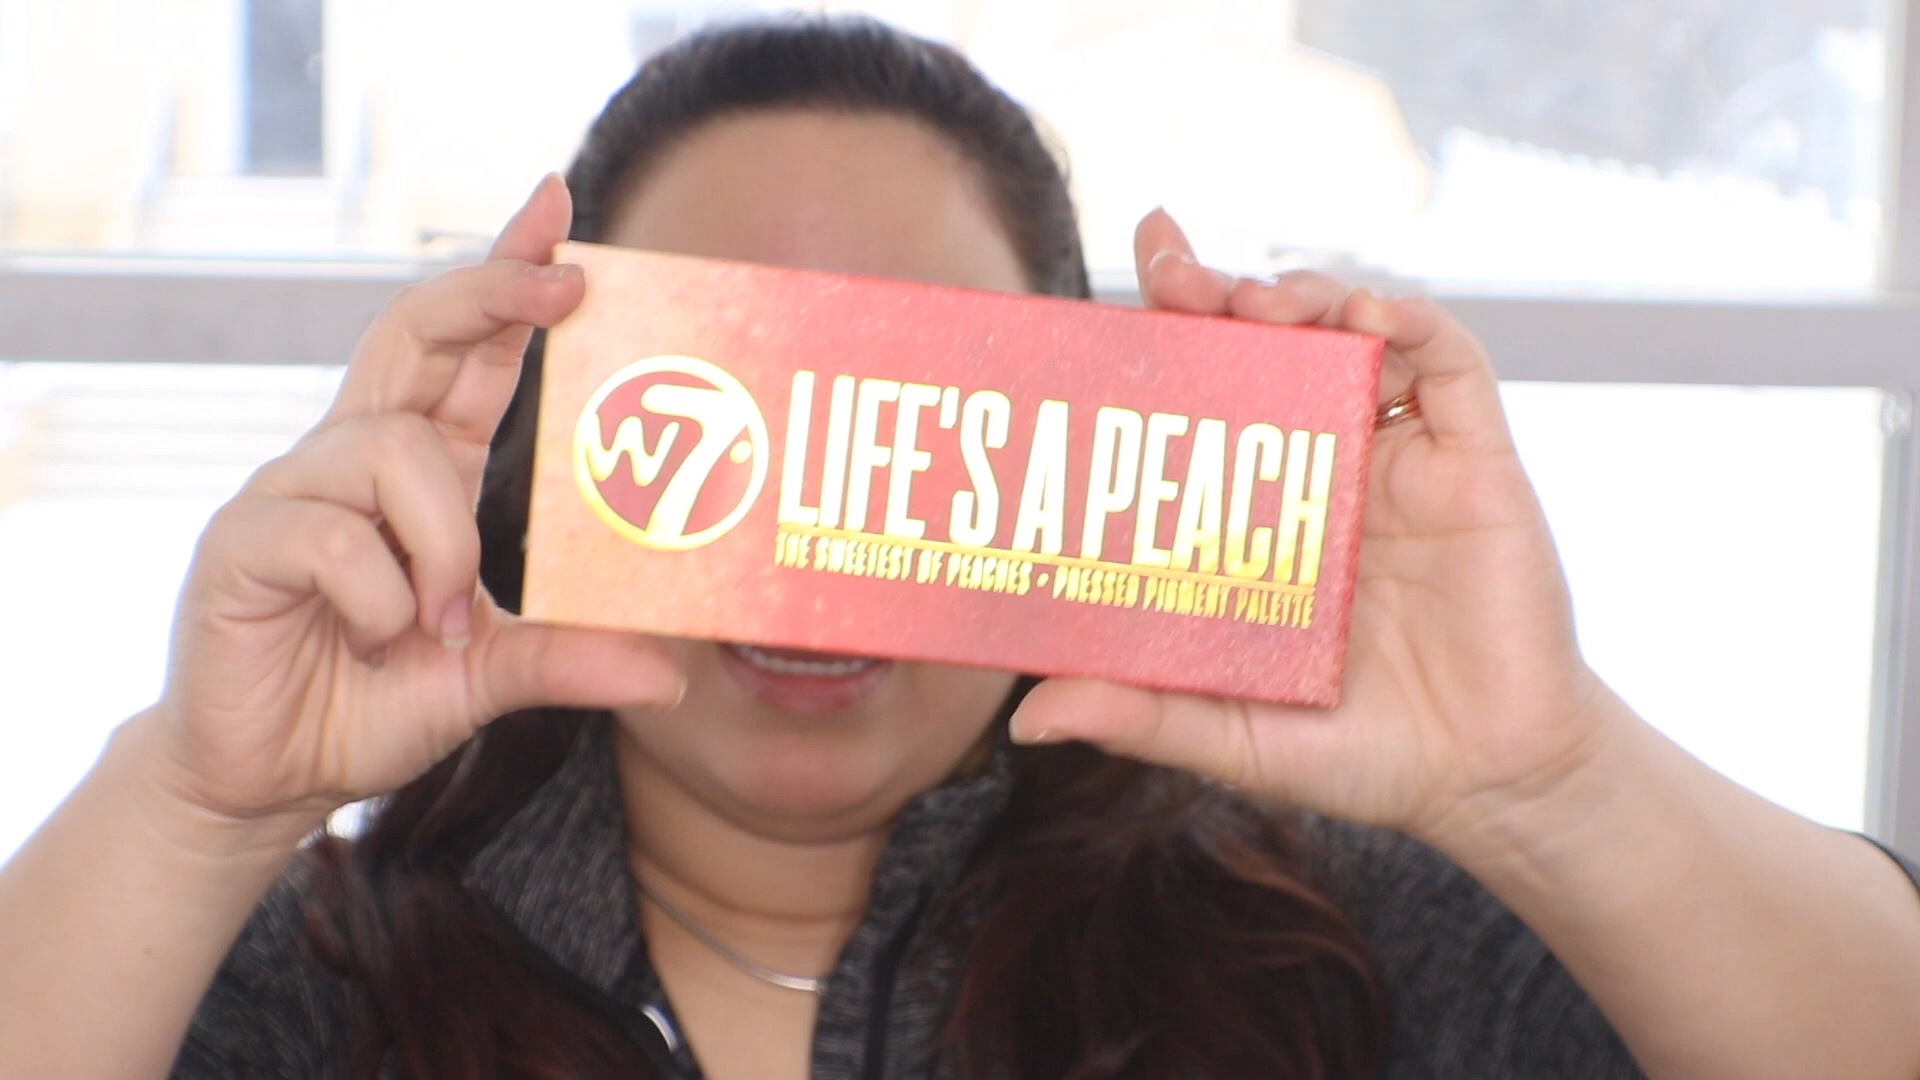 W7
LIFE'S A PEACH
THE SWEETEST OF PEACHES • PRESSED PIGMENT PALETTE